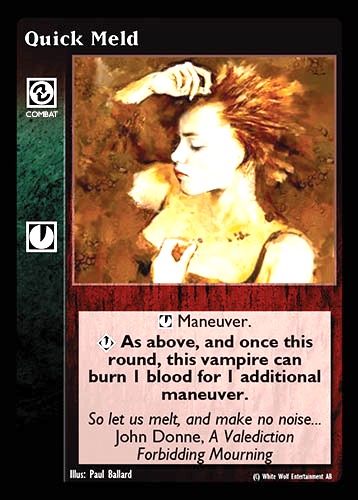 Quick Meld
COMBAT
Maneuver.
As above, and once this
round, this vampire can
burn 1 blood for 1 additional
maneuver.
So let us melt, and make no noise...
John Donne, A Valediction
Forbidding Mourning
Illus: Paul Ballard
(C) White Wolf Entertainment AB